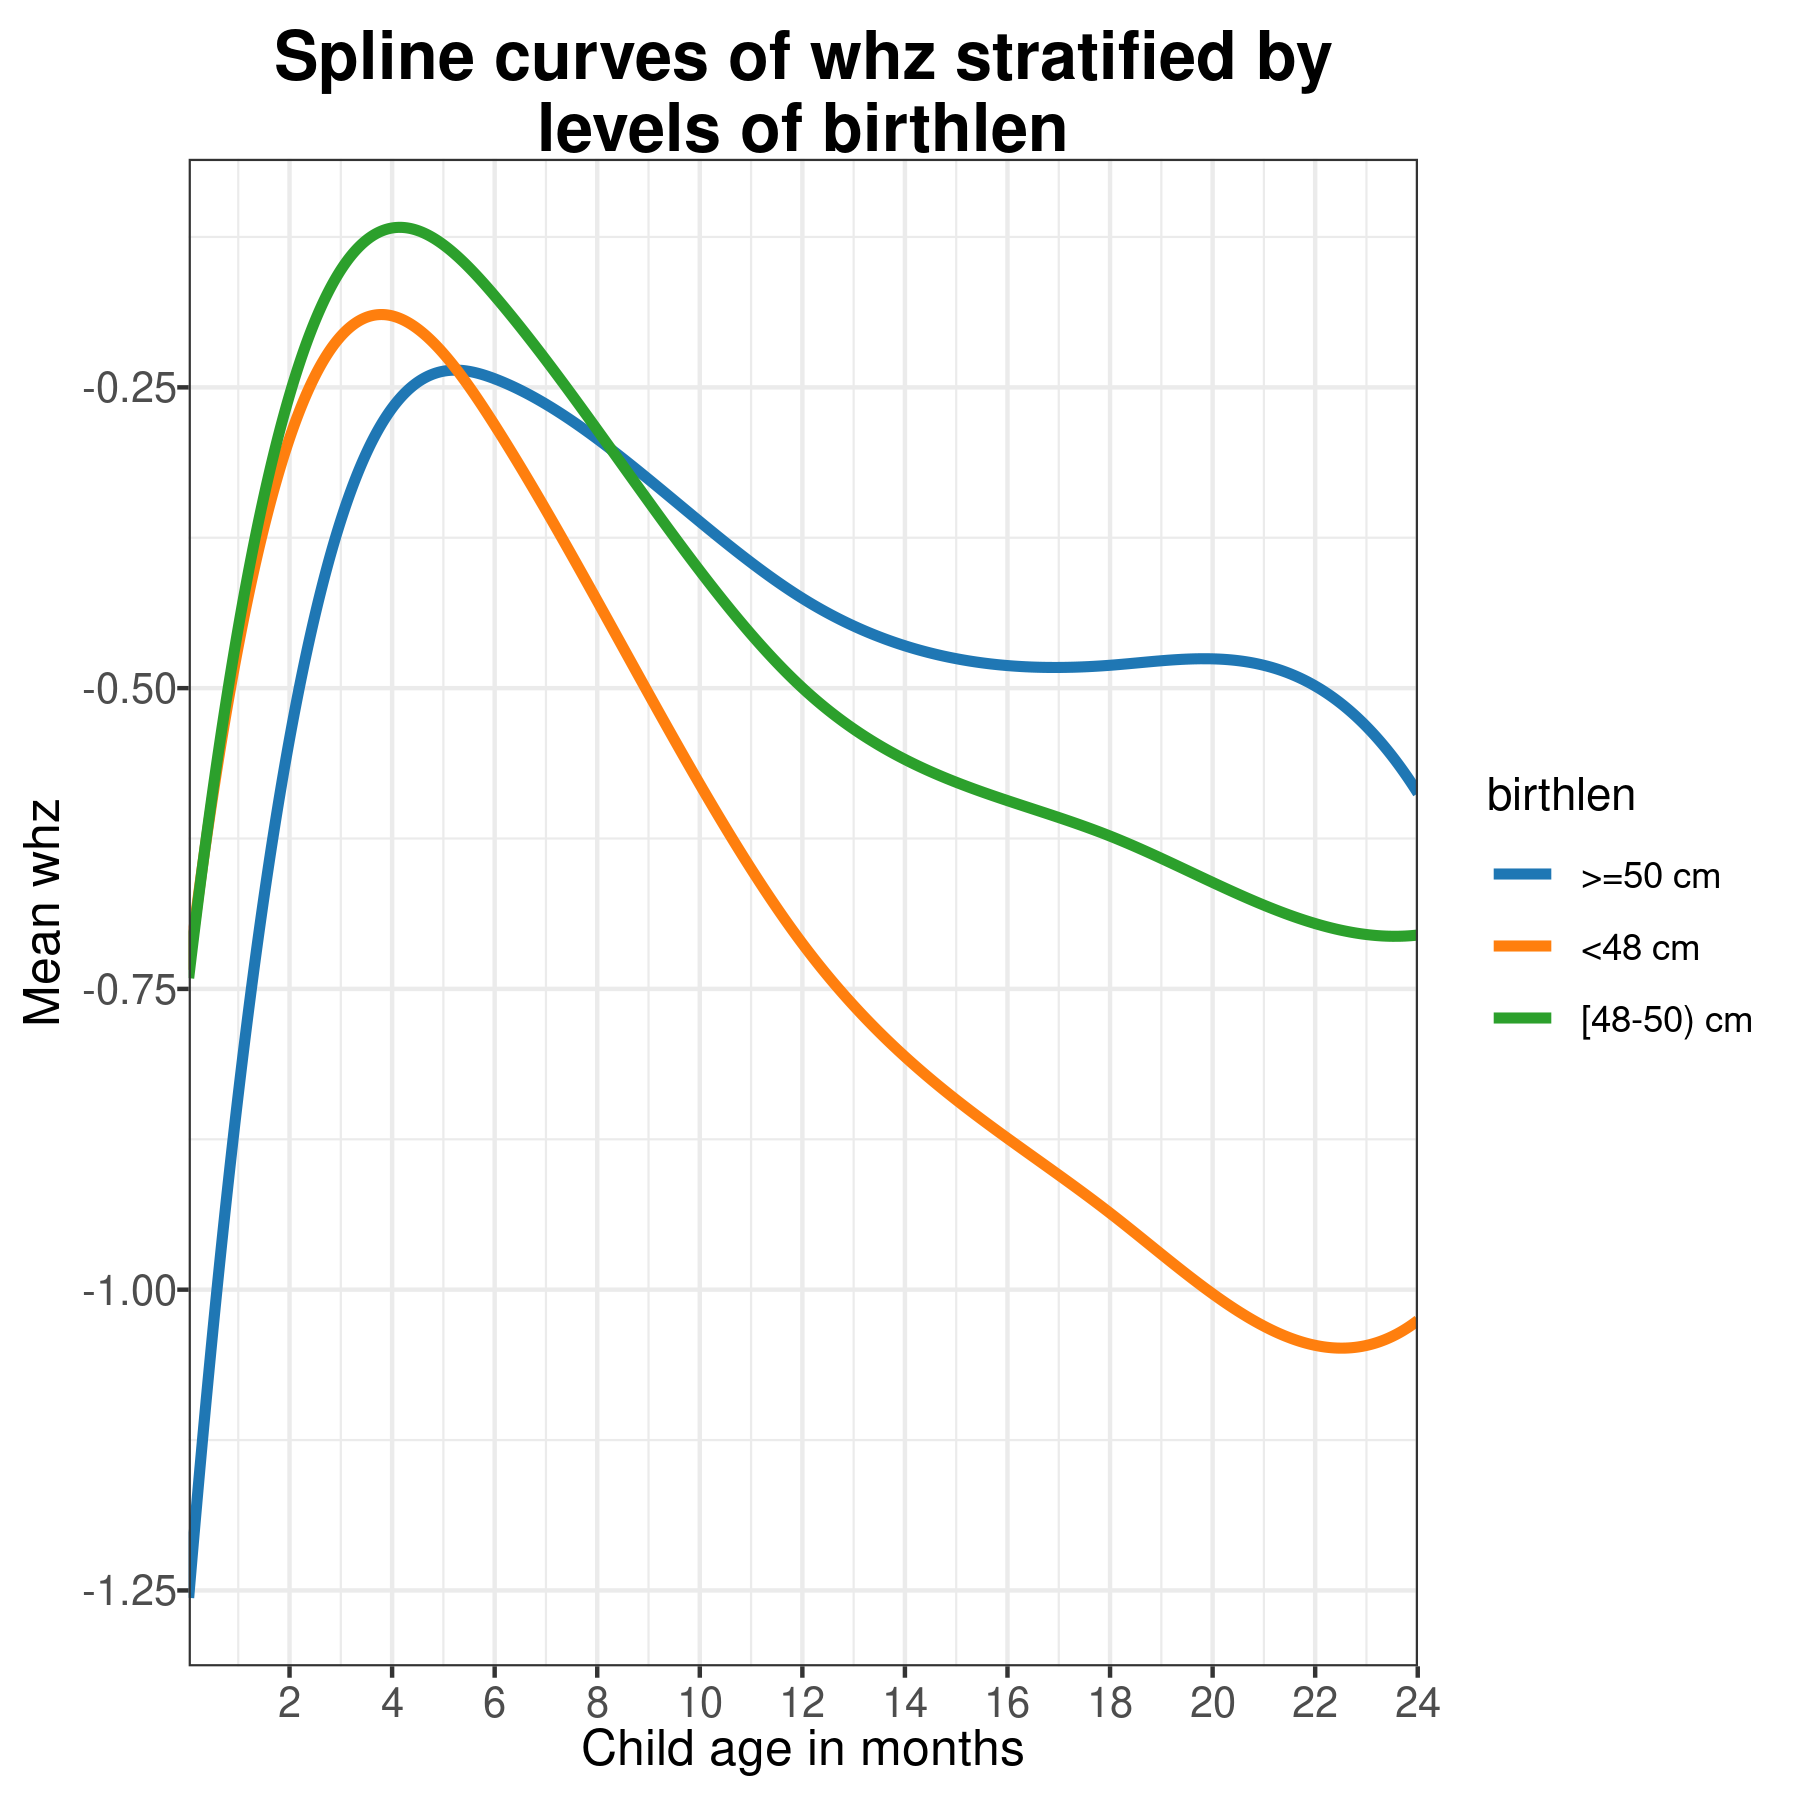 Spline curves of whz stratified by
levels of birthlen
Mean whz
-0.25
-0.50
-0.75
-1.00
-1.25
2 4 6 8 10 12 14 16 18 20 22 24
Child age in months
birthlen
>=50 cm
<48 cm
[48-50) cm